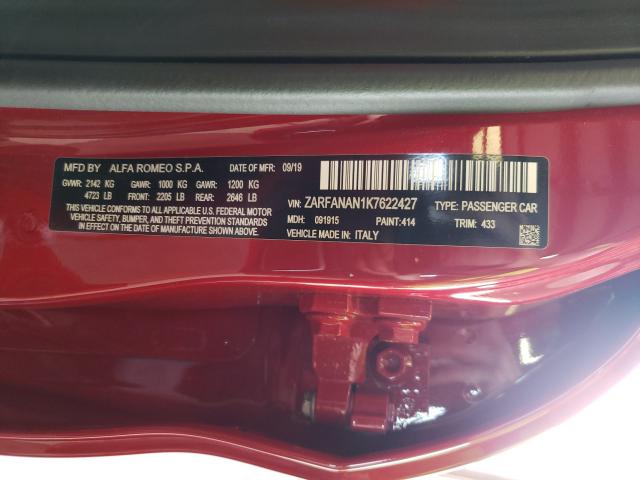 MFD BY ALFA ROMEO S.P.A. DATE OF MFR: 09/19
GVWR: 2142 KG GAWR: 1000 KG GAWR: 1200 KG
4723 LB FRONT: 2205 LB REAR: 2646 LB
THIS VEHICLE CONFORMS TO ALL APPLICABLE U.S. FEDERAL MOTOR
VEHICLE SAFETY, BUMPER, AND THEFT PREVENTION STANDARDS
IN EFFECT ON THE DATE OF MANUFACTURE SHOWN ABOVE.
VIN: ZARFANAN1K7622427 TYPE: PASSENGER CAR
MDH: 091915 PAINT: 414 TRIM: 433
VEHICLE MADE IN: ITALY